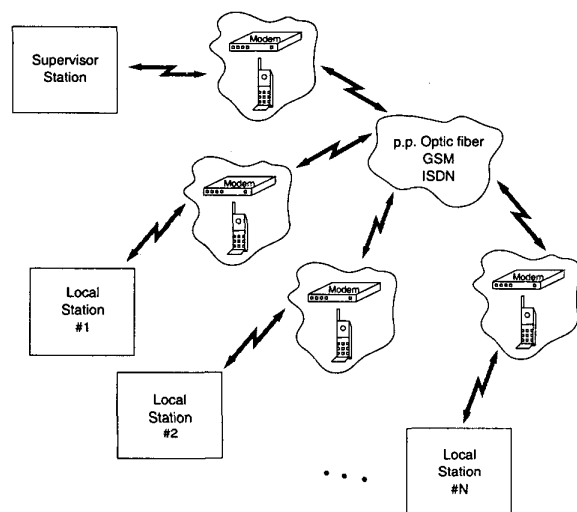 Modem
Supervisor
Station
p.p. Optic fiber
GSM
ISDN
Modem
Local
Station
#1
Modem
Modem
Local
Station
#2
Local
Station
#N